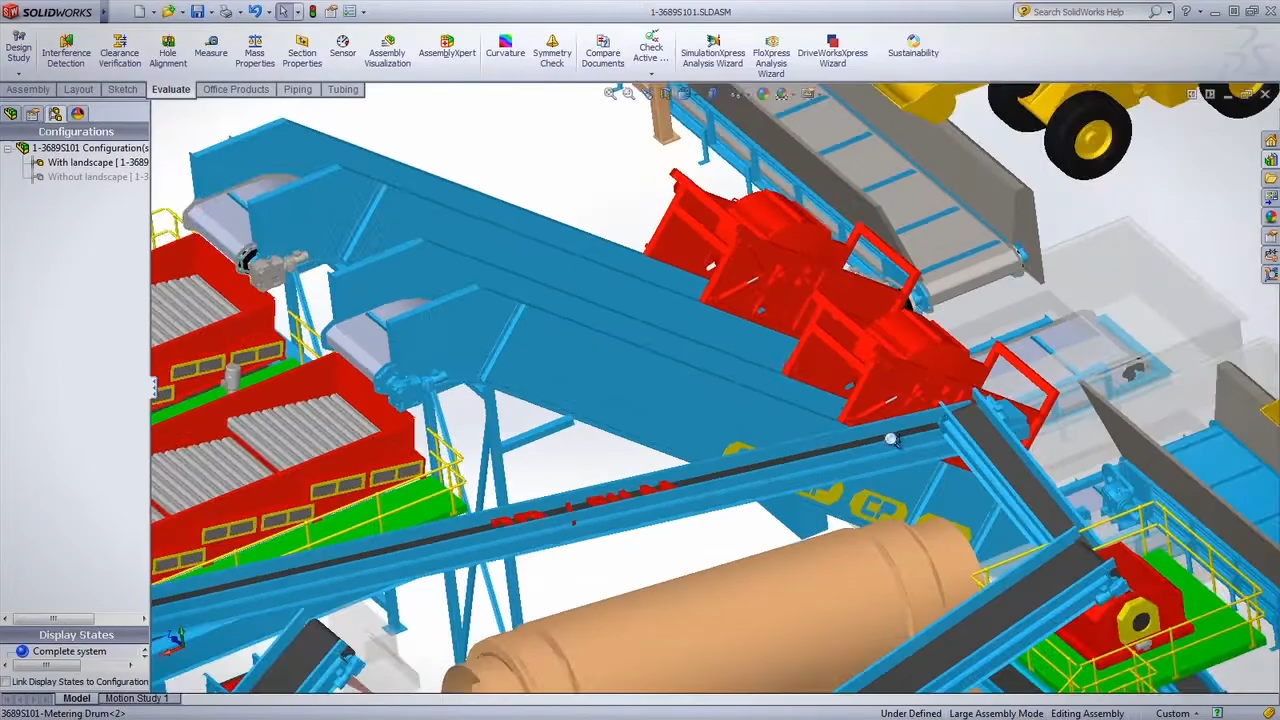 SOLIDWORKS
1-3689S101.SLDASM
Search SolidWorks Help
Design Study
Interference Detection
Clearance Verification
Hole Alignment
Measure
Mass Properties
Section Properties
Sensor
Assembly Visualization
AssemblyXpert
Curvature
Symmetry Check
Compare Documents
Check Active ...
SimulationXpress Analysis Wizard
FloXpress Analysis Wizard
DriveWorksXpress Wizard
Sustainability
Assembly
Layout
Sketch
Evaluate
Office Products
Piping
Tubing
Configurations
1-3689S101 Configuration(s
With landscape [ 1-3689
Without landscape [ 1-3
Display States
Complete system
Link Display States to Configuration
Model
Motion Study 1
3689S101-Metering Drum<2>
Under Defined
Large Assembly Mode
Editing Assembly
Custom